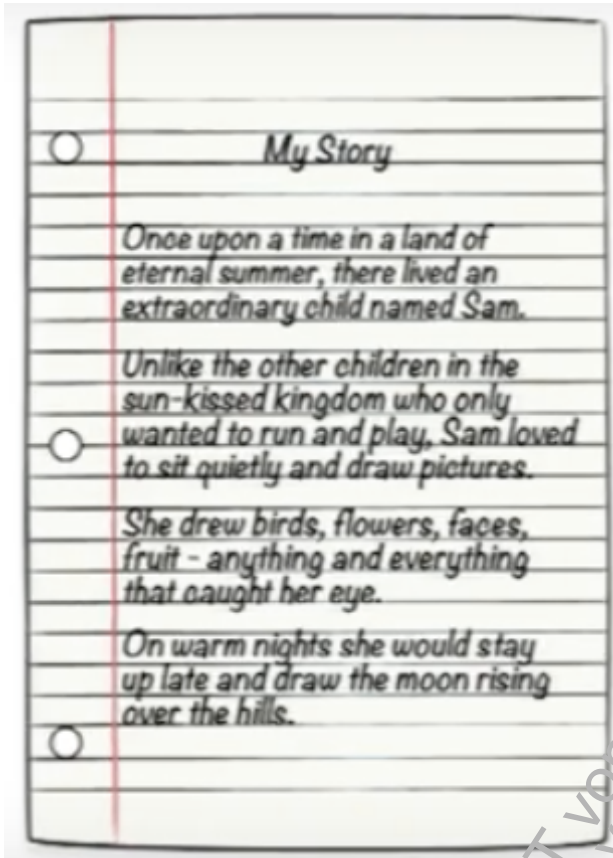 My Story
Once upon a time in a land of
eternal summer, there lived an
extraordinary child named Sam.
Unlike the other children in the
sun-kissed kingdom who only
wanted to run and play, Sam loved
to sit quietly and draw pictures.
She drew birds, flowers, faces,
fruit - anything and everything
that caught her eye.
On warm nights she would stay
up late and draw the moon rising
over the hills.